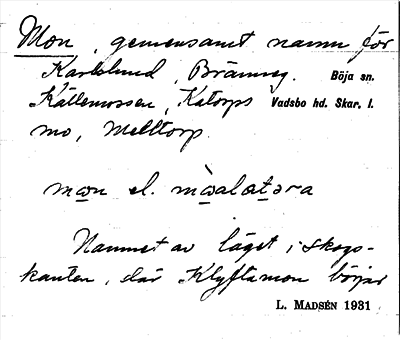 Mon, gemensamt namn för
Karlslund, Bränneg. Böja sn.
Källemossen, Katorps Vadsbo hd. Skar. l.
mo, Melltorp.
mon el. màalatǝra
Namnet av läget i skogs-
kanten, där Klyftamon börjar
L. MADSÉN 1931